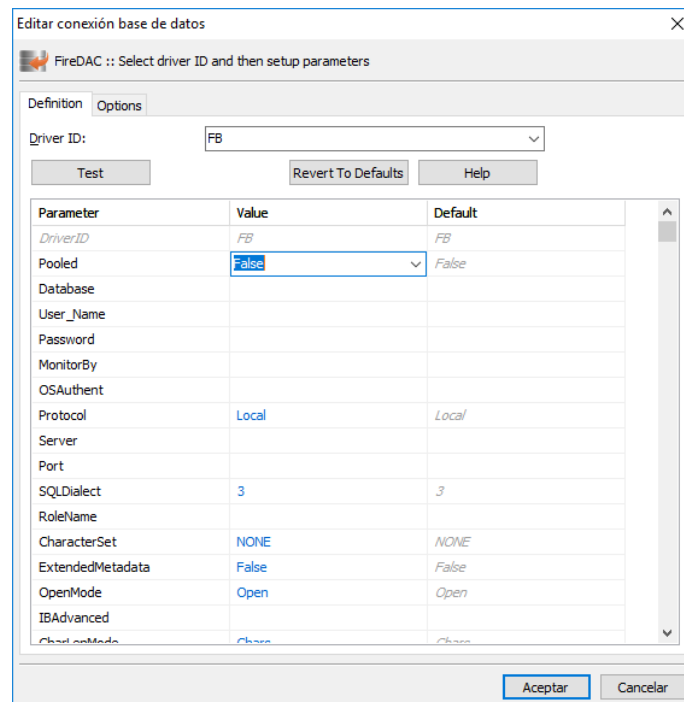 Editar conexión base de datos
FireDAC :: Select driver ID and then setup parameters
Definition Options
Driver ID: FB
Test Revert To Defaults Help
Parameter Value Default
DriverID FB FB
Pooled False False
Database
User_Name
Password
MonitorBy
OSAuthent
Protocol Local Local
Server
Port
SQLDialect 3 3
RoleName
CharacterSet NONE NONE
ExtendedMetadata False False
OpenMode Open Open
IBAdvanced
CharLenMode Chars Chars
Aceptar Cancelar